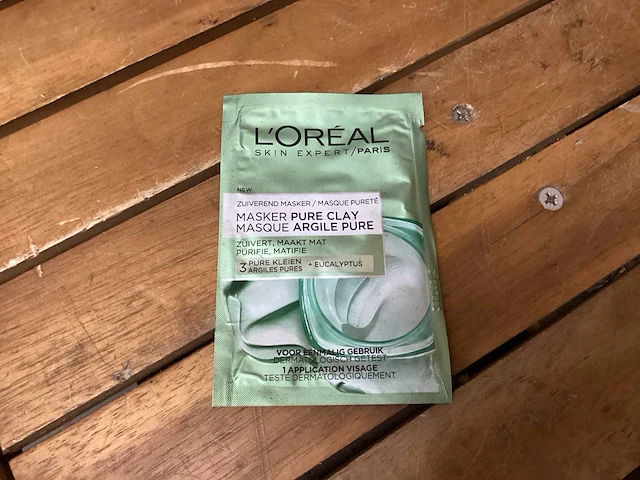 L'ORÉAL
SKIN EXPERT/PARIS
NEW
ZUIVEREND MASKER / MASQUE PURETÉ
MASKER PURE CLAY
MASQUE ARGILE PURE
ZUIVERT, MAAKT MAT
PURIFIE, MATIFIE
3 PURE KLEIEN
ARGILES PURES + EUCALYPTUS
VOOR EENMALIG GEBRUIK
DERMATOLOGISCH GETEST
1 APPLICATION VISAGE
TESTÉ DERMATOLOGIQUEMENT